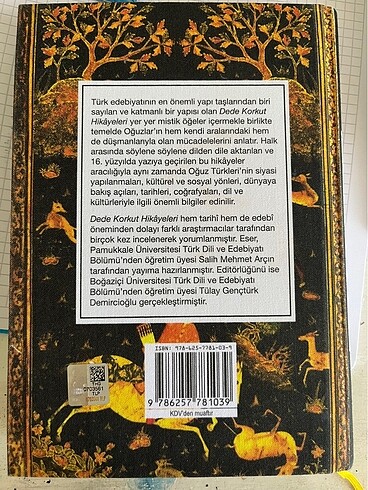 Türk edebiyatının en önemli yapı taşlarından biri
sayılan ve katmanlı bir yapısı olan Dede Korkut
Hikâyeleri yer yer mistik öğeler içermekle birlikte
temelde Oğuzlar'ın hem kendi aralarındaki hem
de düşmanlarıyla olan mücadelelerini anlatır. Halk
arasında söylene söylene dilden dile aktarılan ve
16. yüzyılda yazıya geçirilen bu hikâyeler
aracılığıyla aynı zamanda Oğuz Türkleri'nin siyasi
yapılanmaları, kültürel ve sosyal yönleri, dünyaya
bakış açıları, tarihleri, coğrafyaları, dil ve
kültürleriyle ilgili önemli bilgiler edinilir.
Dede Korkut Hikâyeleri hem tarihî hem de edebî
öneminden dolayı farklı araştırmacılar tarafından
birçok kez incelenerek yorumlanmıştır. Eser,
Pamukkale Üniversitesi Türk Dili ve Edebiyatı
Bölümü'nden öğretim üyesi Salih Mehmet Arçın
tarafından yayıma hazırlanmıştır. Editörlüğünü ise
Boğaziçi Üniversitesi Türk Dili ve Edebiyatı
Bölümü'nden öğretim üyesi Tülay Gençtürk
Demircioğlu gerçekleştirmiştir.
ISBN: 978-625-7781-03-9
9 786257 781039
KDV'den muaftır